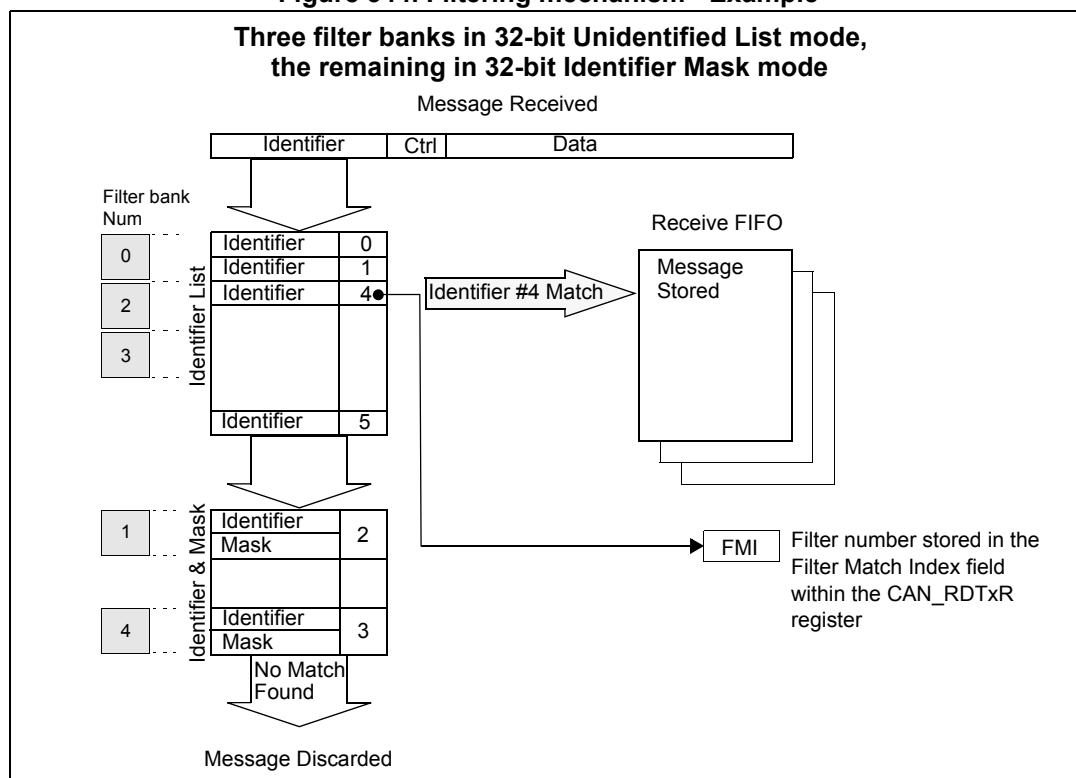 Three filter banks in 32-bit Unidentified List mode,
the remaining in 32-bit Identifier Mask mode
Message Received
Identifier Ctrl Data
Filter bank
Num
Receive FIFO
0
2
3
Identifier List
Identifier 0
Identifier 1
Identifier 4
Identifier 5
Identifier #4 Match
Message
Stored
1
4
Identifier & Mask
Identifier
Mask
2
Identifier
Mask
3
FMI
Filter number stored in the
Filter Match Index field
within the CAN_RDTxR
register
No Match
Found
Message Discarded